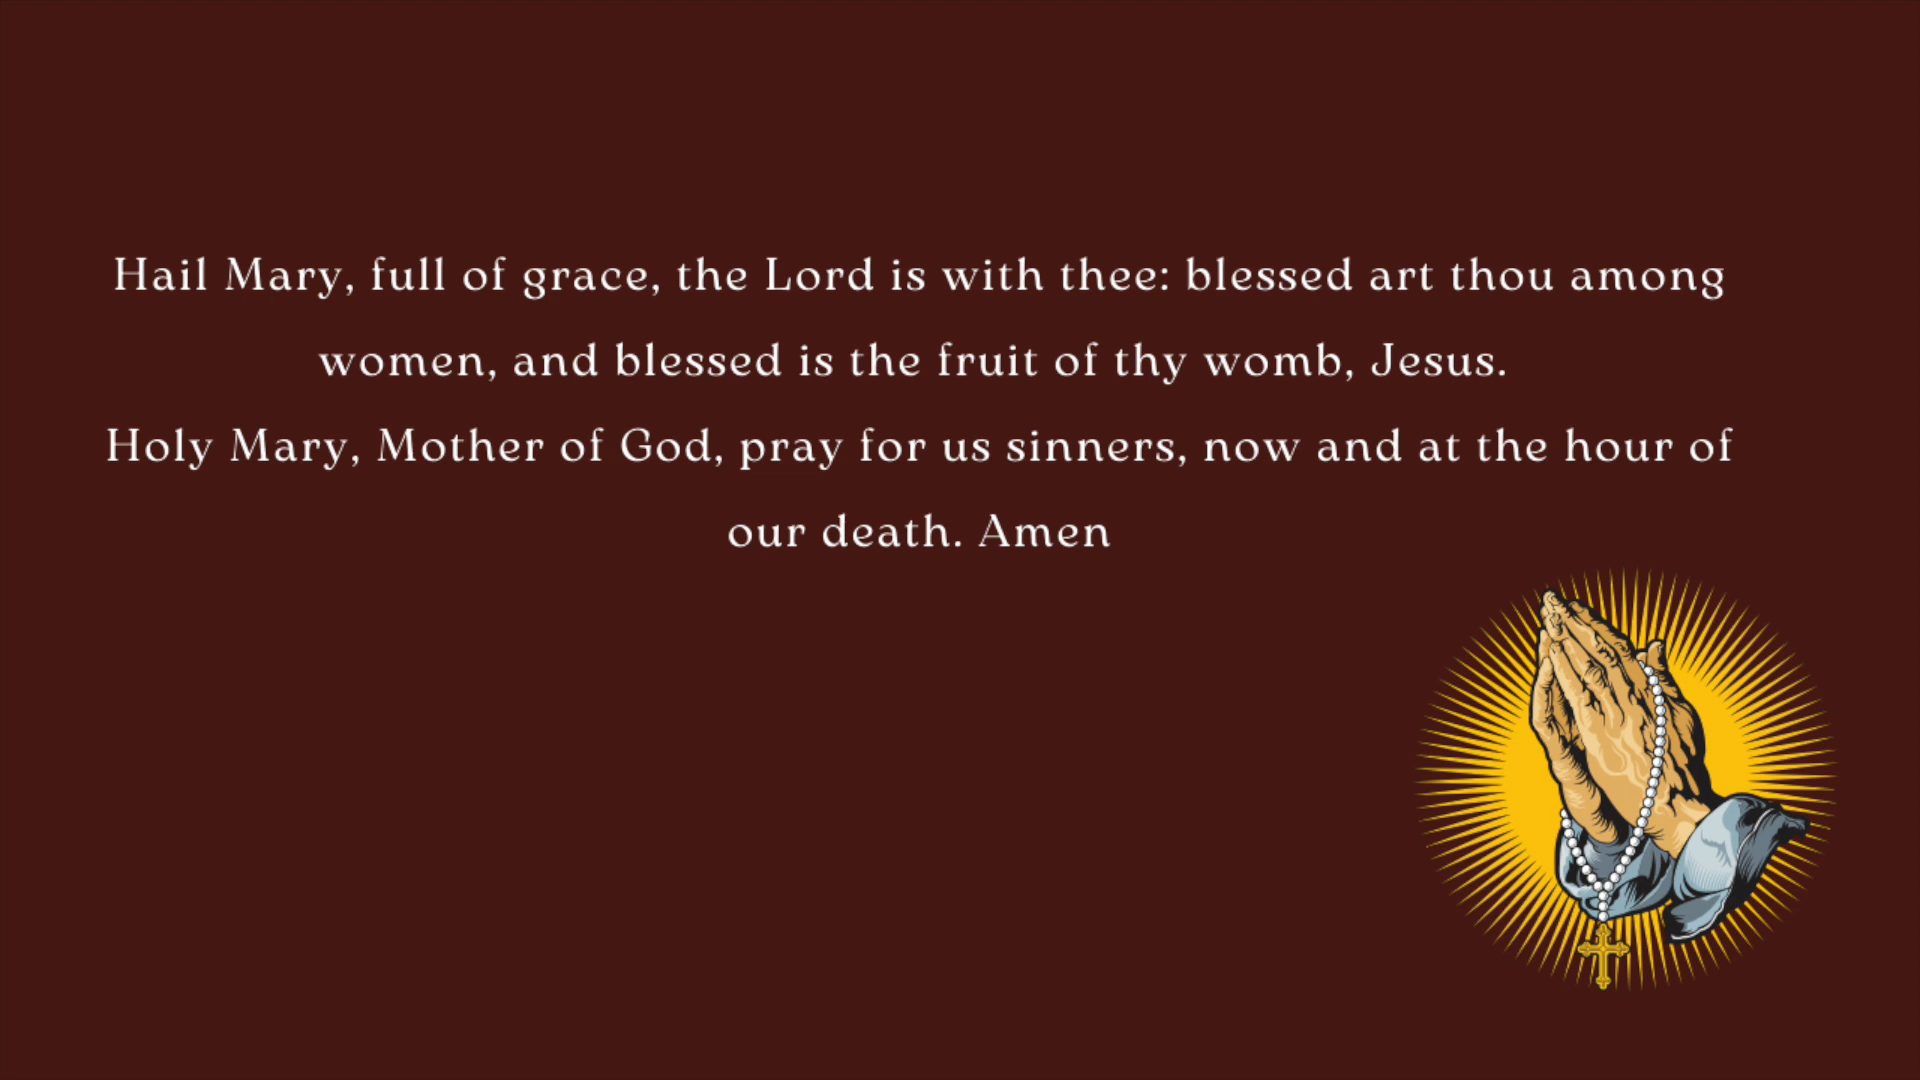 Hail Mary, full of grace, the Lord is with thee: blessed art thou among
women, and blessed is the fruit of thy womb, Jesus.
Holy Mary, Mother of God, pray for us sinners, now and at the hour of
our death. Amen